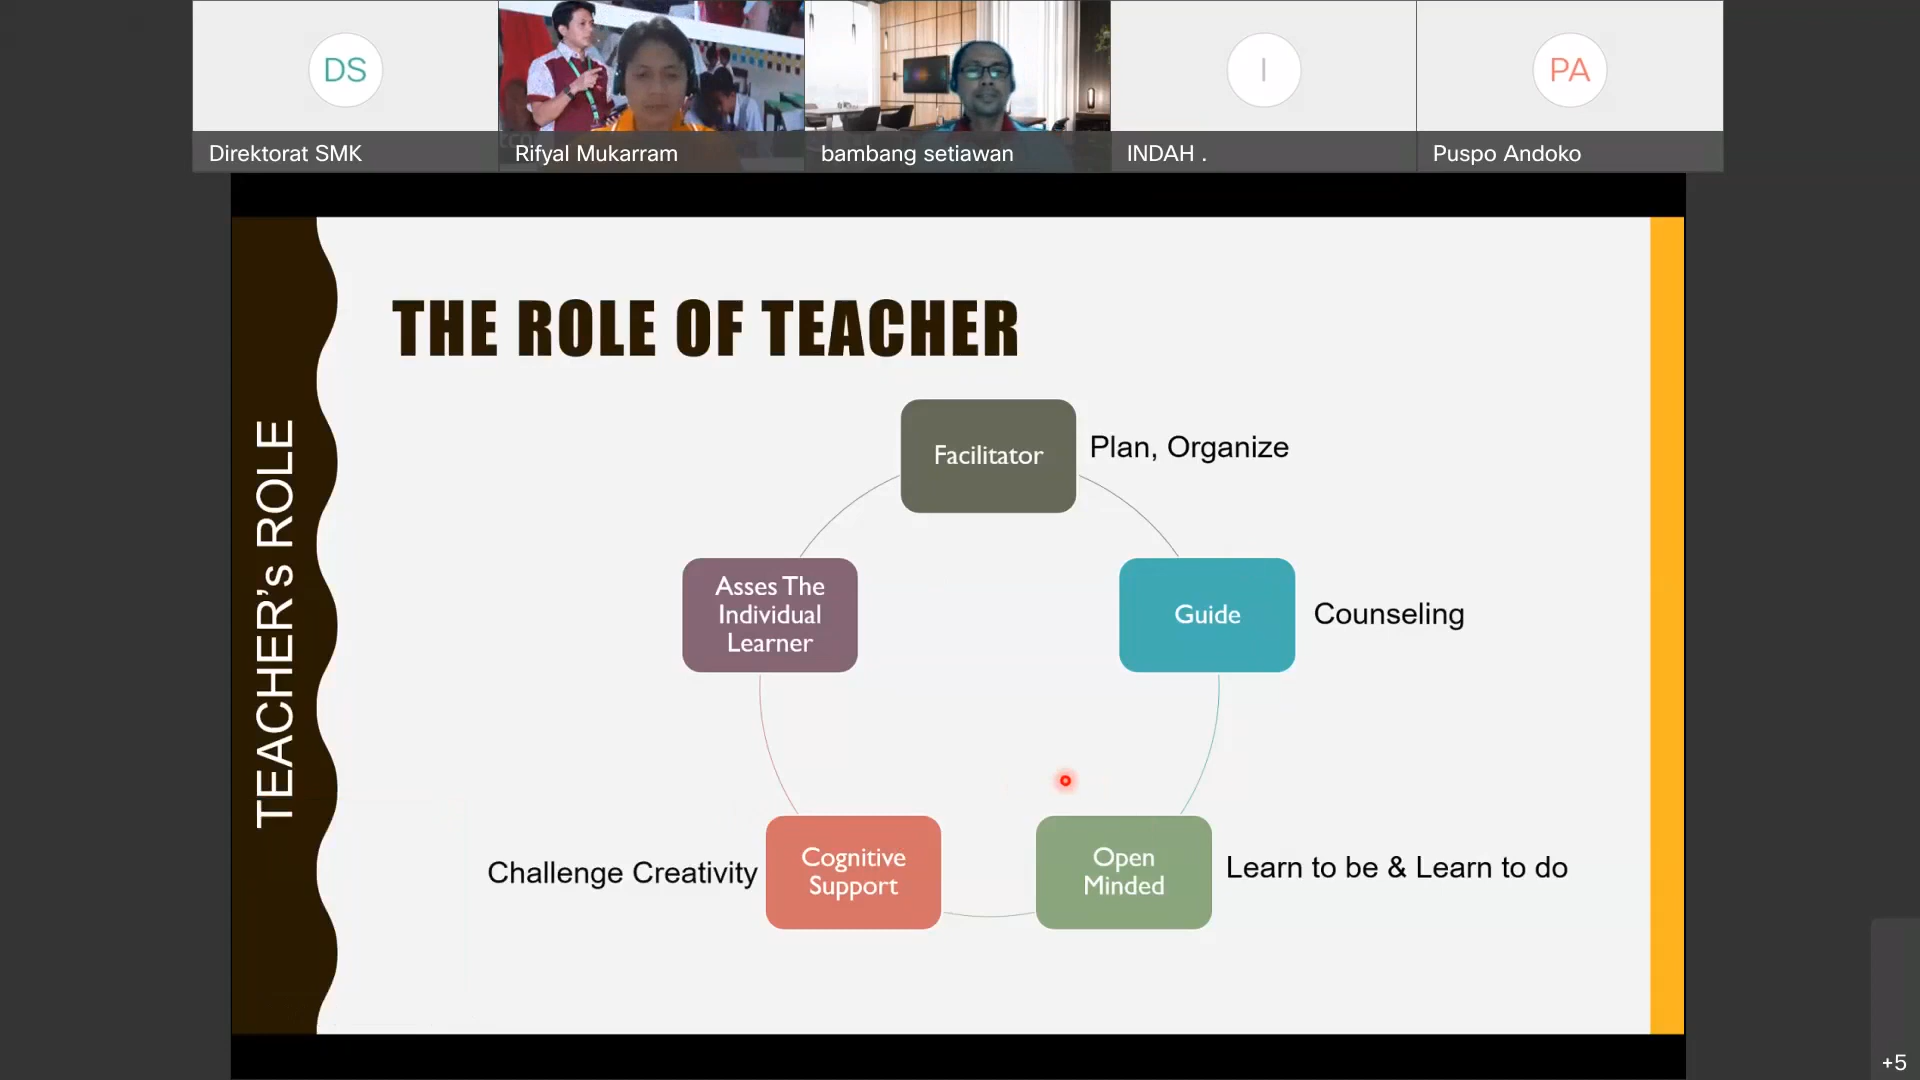 DS
I
PA
Direktorat SMK
Rifyal Mukarram
bambang setiawan
INDAH .
Puspo Andoko
TEACHER's ROLE
THE ROLE OF TEACHER
Facilitator
Plan, Organize
Asses The
Individual
Learner
Guide
Counseling
Challenge Creativity
Cognitive
Support
Open
Minded
Learn to be & Learn to do
+5